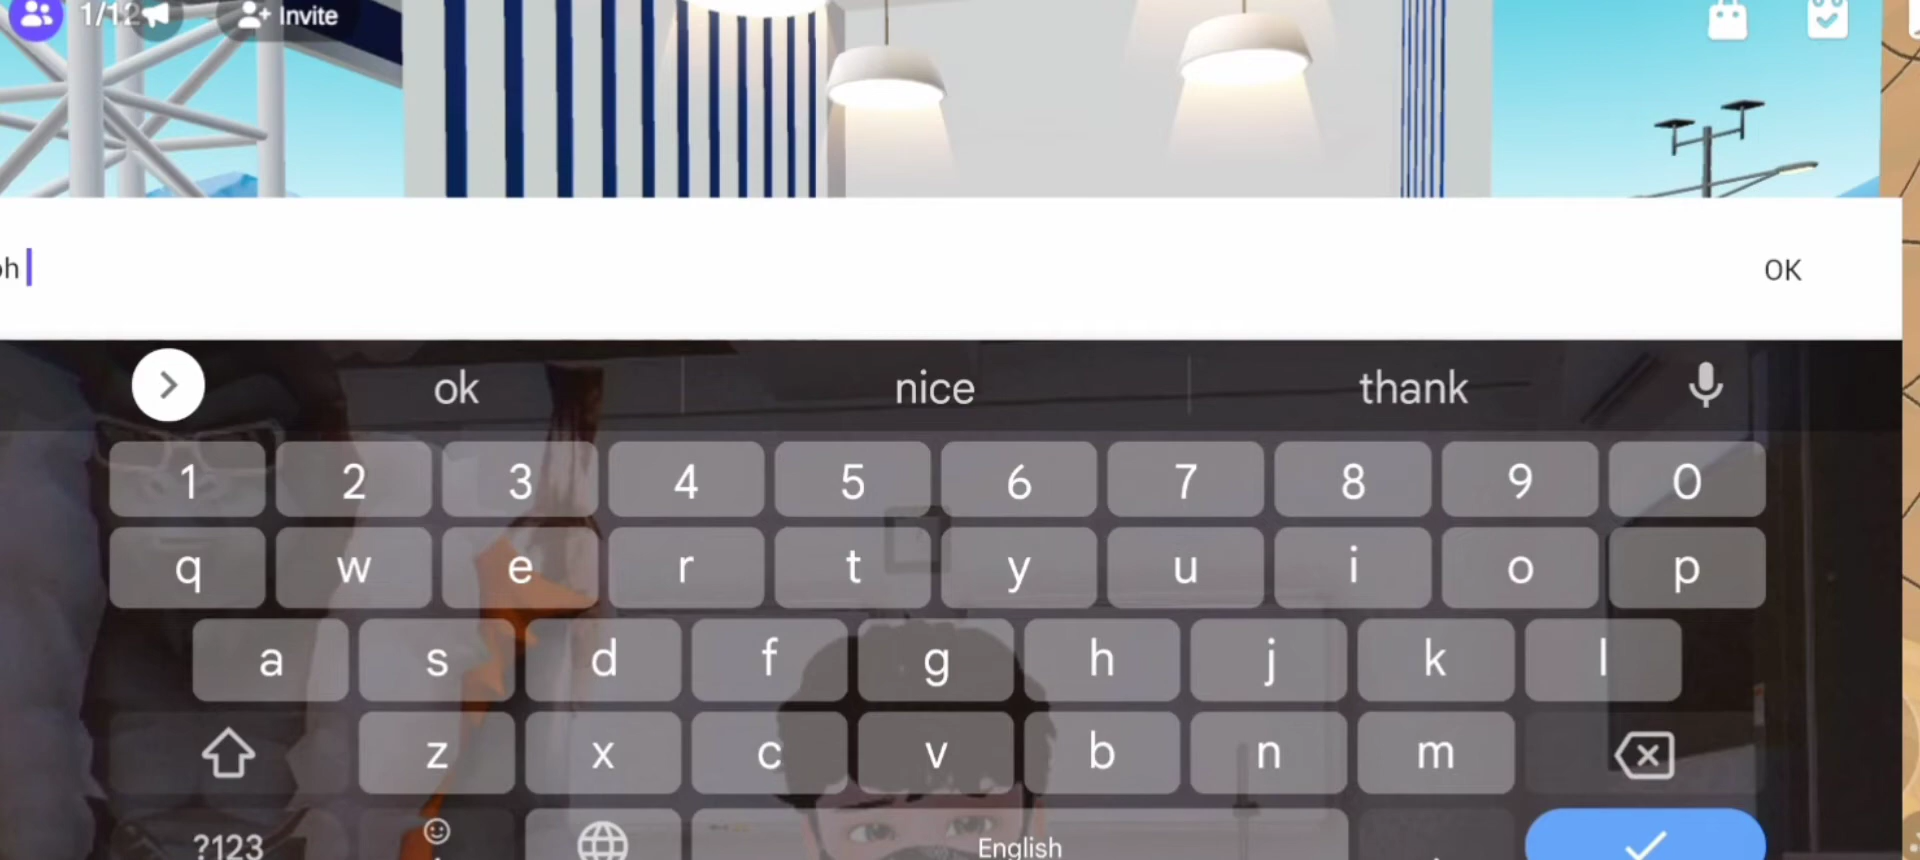 1/12 Invite
oh OK
ok nice thank
1 2 3 4 5 6 7 8 9 0
q w e r t y u i o p
a s d f g h j k l
z x c v b n m
?123 English